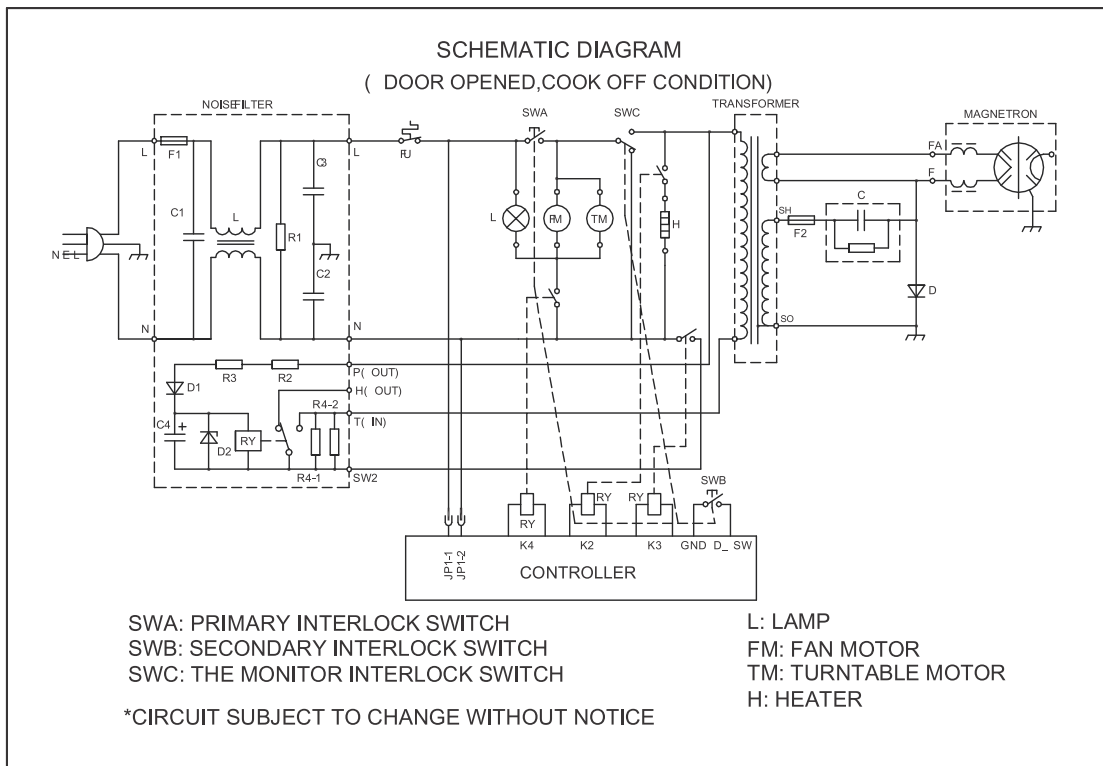 SCHEMATIC DIAGRAM
( DOOR OPENED,COOK OFF CONDITION)
NOISEFILTER
SWA
SWC
TRANSFORMER
MAGNETRON
L
F1
L
FU
C3
FA
F
C1
L
R1
L
FM
TM
H
SH
F2
C
N E L
C2
D
N
N
SO
R3
R2
P( OUT)
D1
H( OUT)
R4-2
C4
+
T( IN)
D2
RY
R4-1
SW2
SWB
RY
RY
RY
K4
K2
K3
GND
D_ SW
JP1-1
JP1-2
CONTROLLER
SWA: PRIMARY INTERLOCK SWITCH
SWB: SECONDARY INTERLOCK SWITCH
SWC: THE MONITOR INTERLOCK SWITCH
*CIRCUIT SUBJECT TO CHANGE WITHOUT NOTICE
L: LAMP
FM: FAN MOTOR
TM: TURNTABLE MOTOR
H: HEATER